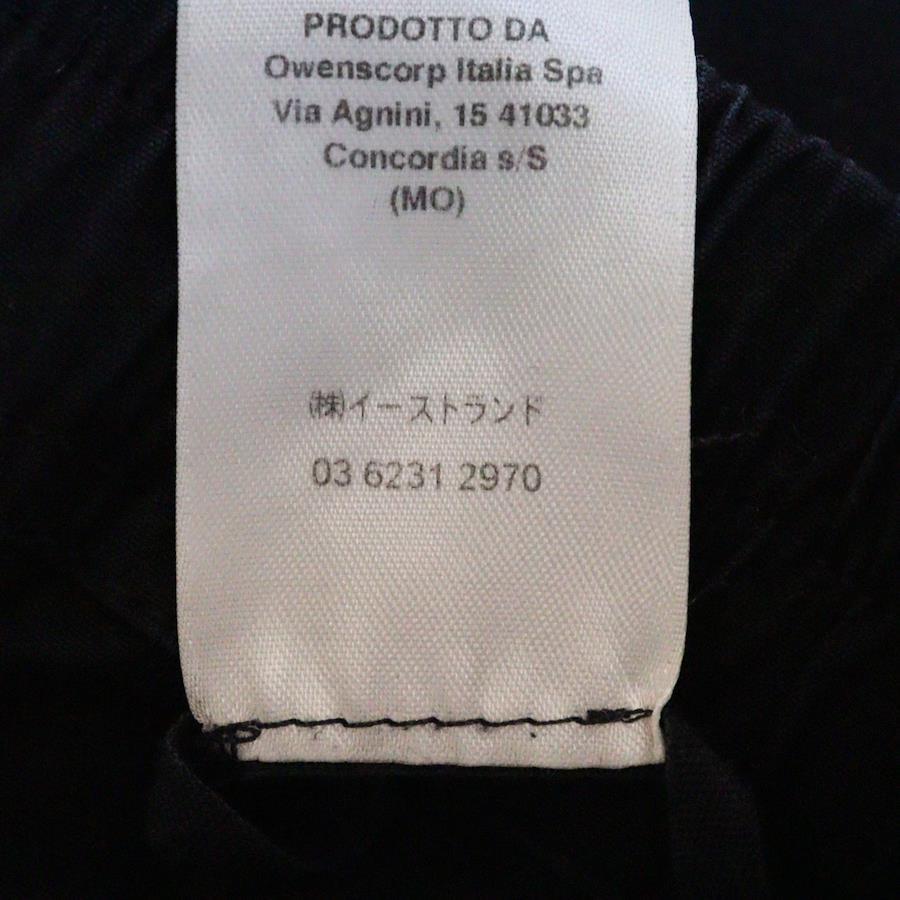 PRODOTTO DA
Owenscorp Italia Spa
Via Agnini, 15 41033
Concordia s/S
(MO)
㈱イーストランド
03 6231 2970